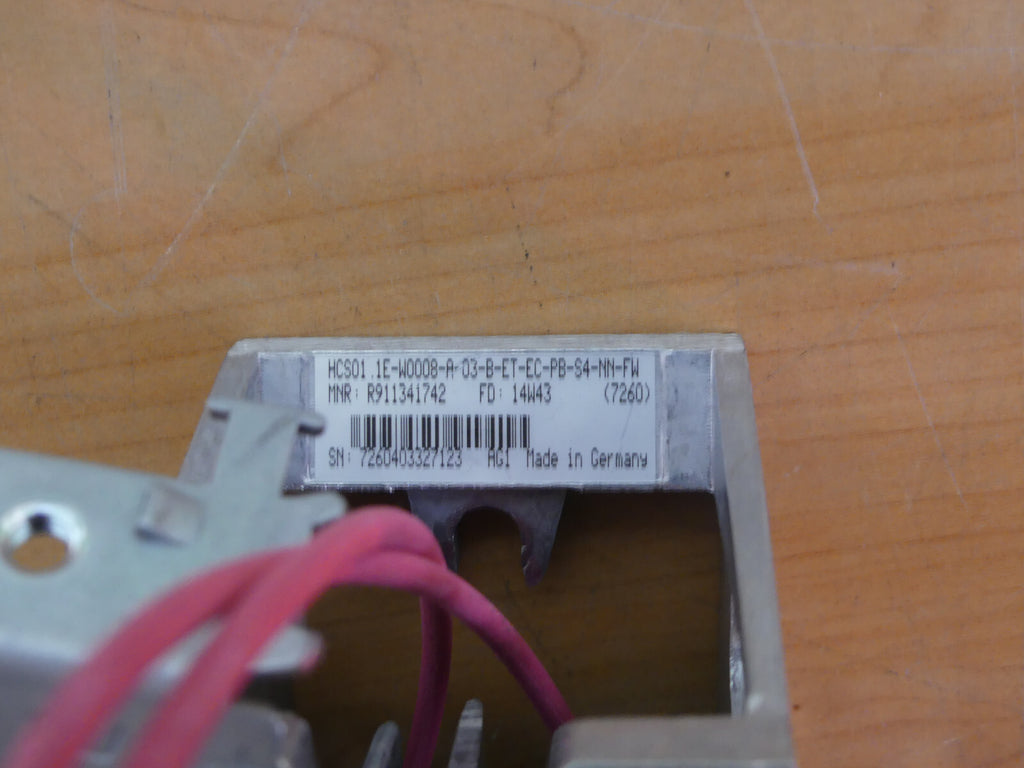 HCS01.1E-W0008-A-03-B-ET-EC-PB-S4-NN-FW
MNR: R911341742 FD: 14W43 (7260)
SN: 7260403327123 AG1 Made in Germany